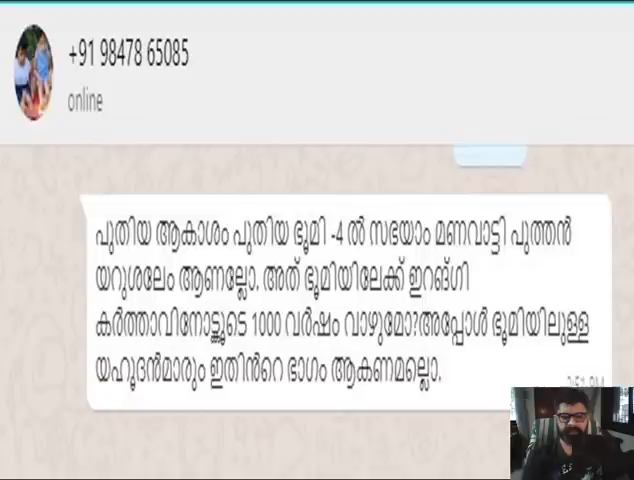 +91 98478 65085
online
പുതിയ ആകാശം പുതിയ ഭൂമി -4 ൽ സഭയാം മണവാട്ടി പുത്തൻ
യറുശലേം ആണല്ലോ. അത് ഭൂമിയിലേക്ക് ഇറങ്ഗി
കർത്താവിനോട്ടുടെ 1000 വർഷം വാഴുമോ?അപ്പോൾ ഭൂമിയിലുള്ള
യഹൂദൻമാരും ഇതിൻറെ ഭാഗം ആകണമല്ലൊ.